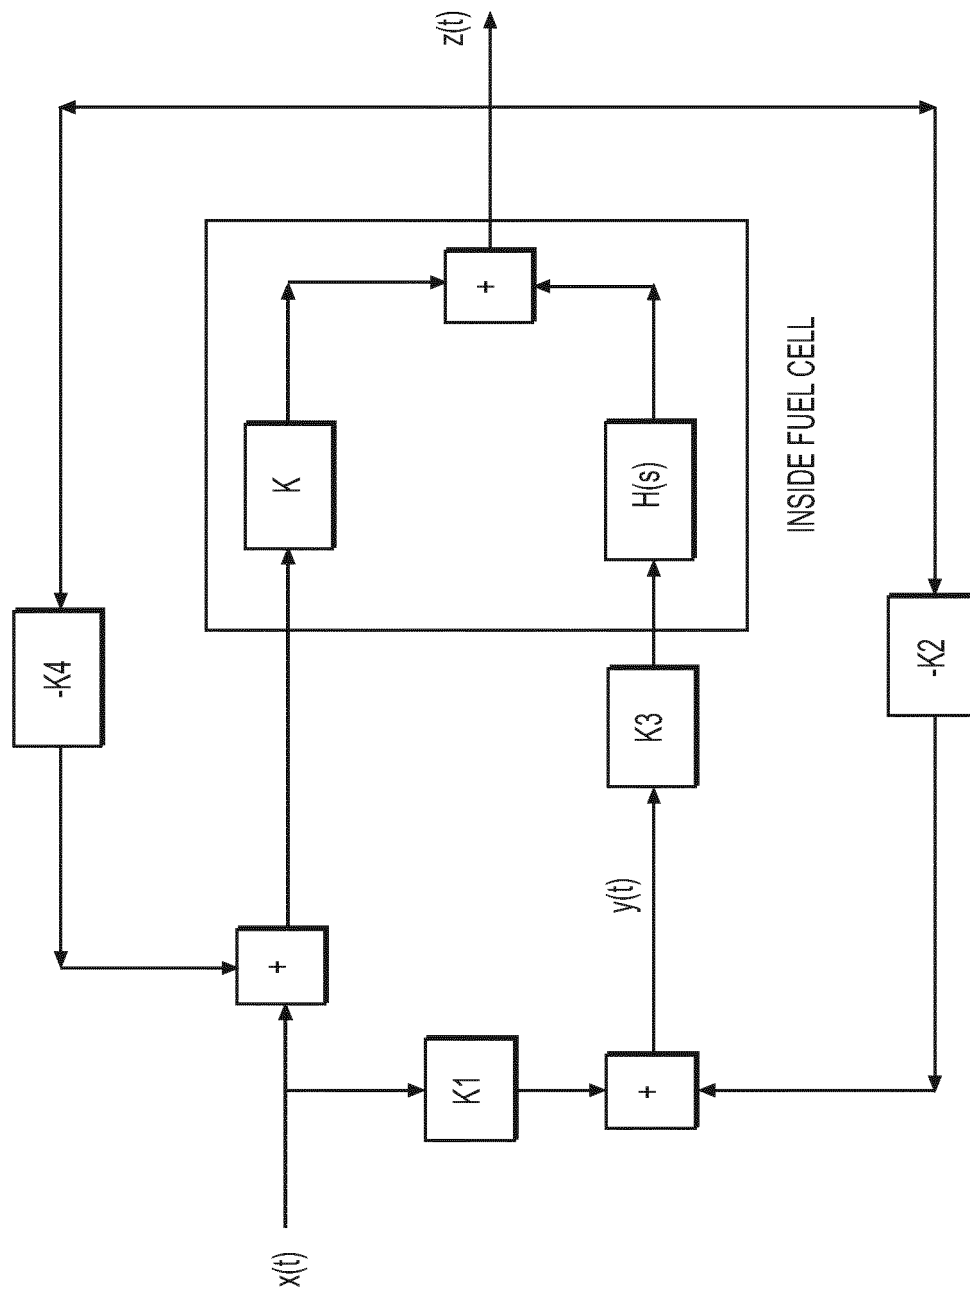 -K4
x(t)
+
K
K1
+
z(t)
+
y(t)
K3
H(s)
INSIDE FUEL CELL
-K2